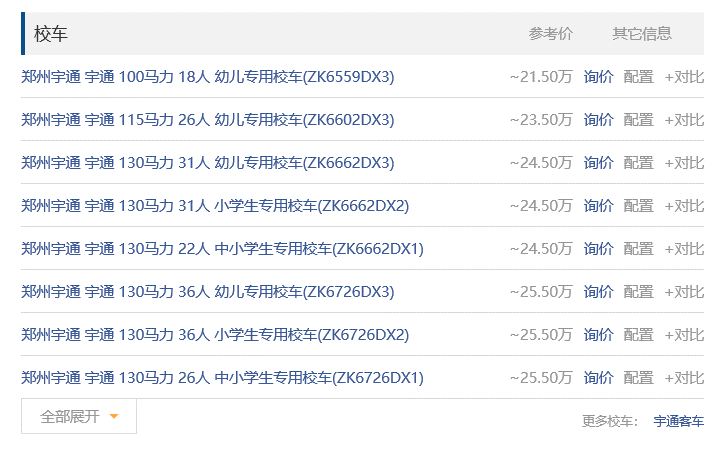 校车 参考价 其它信息
郑州宇通 宇通 100马力 18人 幼儿专用校车(ZK6559DX3) ~21.50万 询价 配置 +对比
郑州宇通 宇通 115马力 26人 幼儿专用校车(ZK6602DX3) ~23.50万 询价 配置 +对比
郑州宇通 宇通 130马力 31人 幼儿专用校车(ZK6662DX3) ~24.50万 询价 配置 +对比
郑州宇通 宇通 130马力 31人 小学生专用校车(ZK6662DX2) ~24.50万 询价 配置 +对比
郑州宇通 宇通 130马力 22人 中小学生专用校车(ZK6662DX1) ~24.50万 询价 配置 +对比
郑州宇通 宇通 130马力 36人 幼儿专用校车(ZK6726DX3) ~25.50万 询价 配置 +对比
郑州宇通 宇通 130马力 36人 小学生专用校车(ZK6726DX2) ~25.50万 询价 配置 +对比
郑州宇通 宇通 130马力 26人 中小学生专用校车(ZK6726DX1) ~25.50万 询价 配置 +对比
全部展开 更多校车： 宇通客车